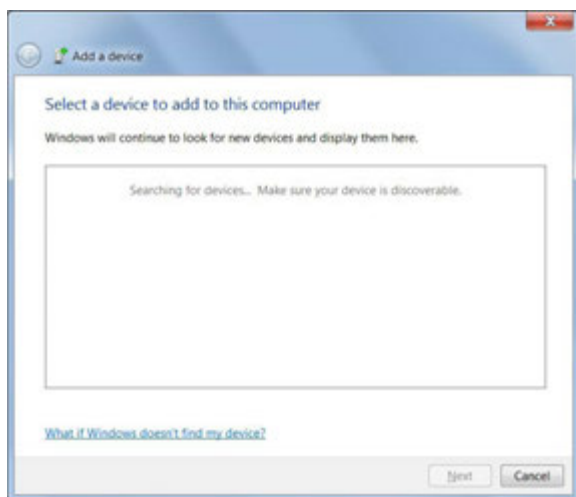 Add a device
Select a device to add to this computer
Windows will continue to look for new devices and display them here.
Searching for devices... Make sure your device is discoverable.
What if Windows doesn't find my device?
Next Cancel